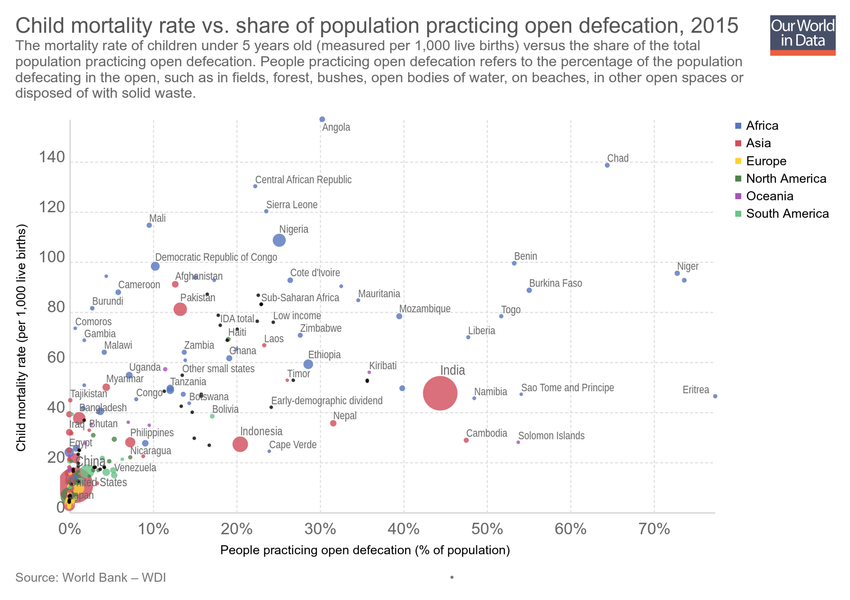 Child mortality rate vs. share of population practicing open defecation, 2015
Our World
in Data
The mortality rate of children under 5 years old (measured per 1,000 live births) versus the share of the total
population practicing open defecation. People practicing open defecation refers to the percentage of the population
defecating in the open, such as in fields, forest, bushes, open bodies of water, on beaches, in other open spaces or
disposed of with solid waste.
Africa
Asia
Europe
North America
Oceania
South America
Child mortality rate (per 1,000 live births)
140
120
100
80
60
40
20
0
Angola
Chad
Central African Republic
Sierra Leone
Mali
Nigeria
Democratic Republic of Congo
Benin
Niger
Afghanistan
Cote d'Ivoire
Cameroon
Burkina Faso
Burundi
Pakistan
Sub-Saharan Africa
Mauritania
Mozambique
Togo
Comoros
IDA total
Low income
Gambia
Haiti
Zimbabwe
Liberia
Malawi
Zambia
Ghana
Laos
Ethiopia
Uganda
Other small states
Timor
Kiribati
India
Myanmar
Tanzania
Tajikistan
Congo
Botswana
Namibia
Sao Tome and Principe
Eritrea
Bangladesh
Bolivia
Early-demographic dividend
Iraq
Bhutan
Nepal
Philippines
Indonesia
Cambodia
Solomon Islands
Egypt
Nicaragua
Cape Verde
China
Venezuela
United States
Japan
0%
10%
20%
30%
40%
50%
60%
70%
People practicing open defecation (% of population)
Source: World Bank – WDI